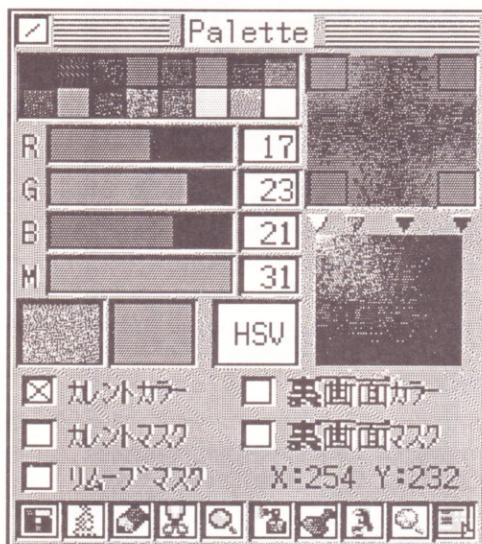 Palette
R 17
G 23
B 21
M 31
HSV
カレントカラー 裏画面カラー
カレントマスク 裏画面マスク
リムーブマスク X:254 Y:232